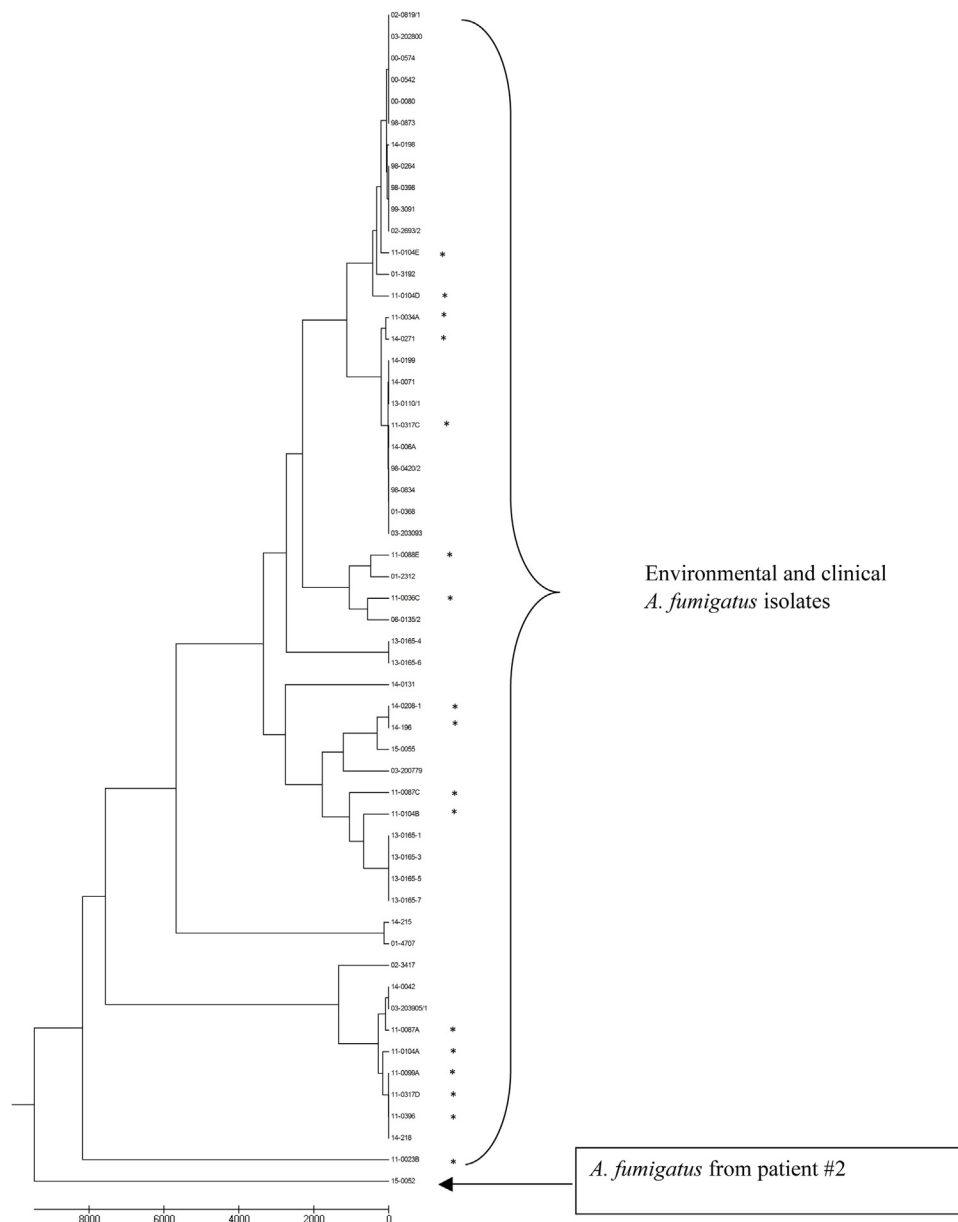 02-0819/1
03-202800
00-0574
00-0542
00-0080
98-0873
14-0198
98-0264
98-0398
99-3091
02-2693/2
11-0104E *
01-3192
11-0104D *
11-0034A *
14-0271 *
14-0199
14-0071
13-0110/1
11-0317C *
14-006A
98-0420/2
98-0834
01-0368
03-203093
11-0088E *
01-2312
11-0036C *
06-0135/2
13-0165-4
13-0165-6
14-0131
14-0208-1 *
14-196 *
15-0055
03-200779
11-0087C *
11-0104B *
13-0165-1
13-0165-3
13-0165-5
13-0165-7
14-215
01-4707
02-3417
14-0042
03-203905/1
11-0087A *
11-0104A *
11-0099A *
11-0317D *
11-0396 *
14-218
11-0023B *
15-0052
Environmental and clinical
A. fumigatus isolates
A. fumigatus from patient #2
8000 6000 4000 2000 0